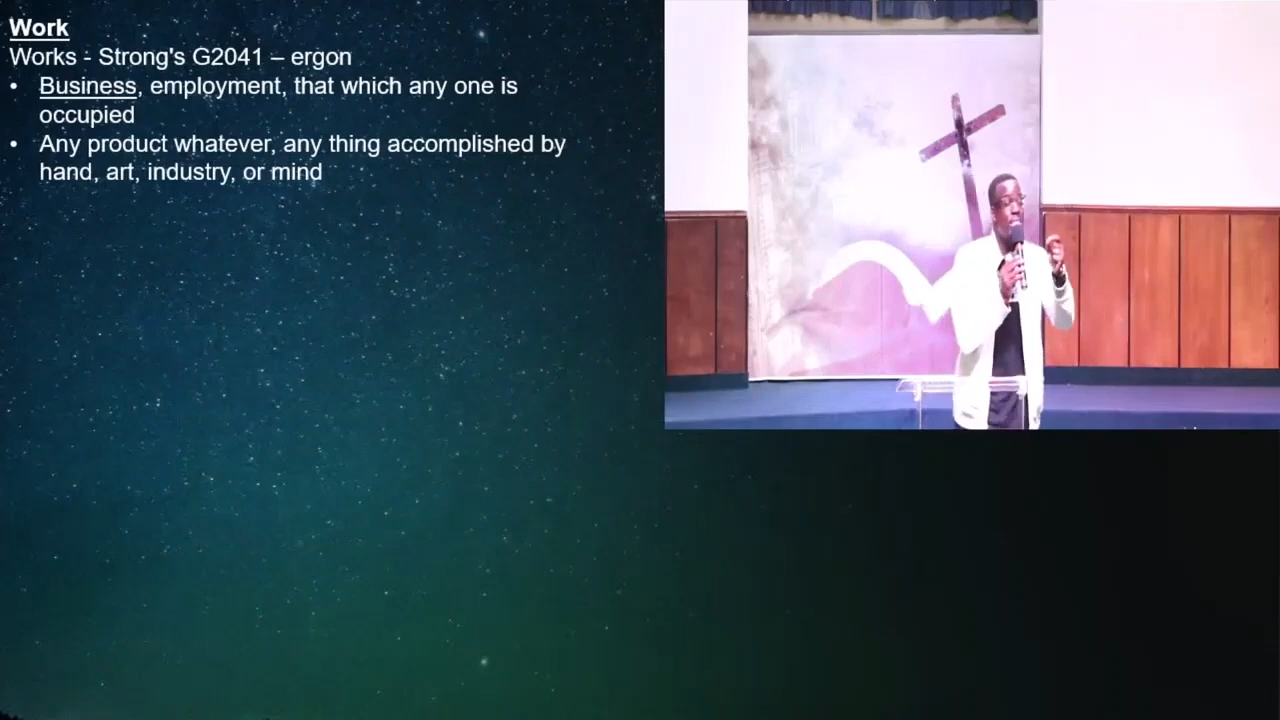 Work
Works - Strong's G2041 – ergon
• Business, employment, that which any one is
occupied
• Any product whatever, any thing accomplished by
hand, art, industry, or mind